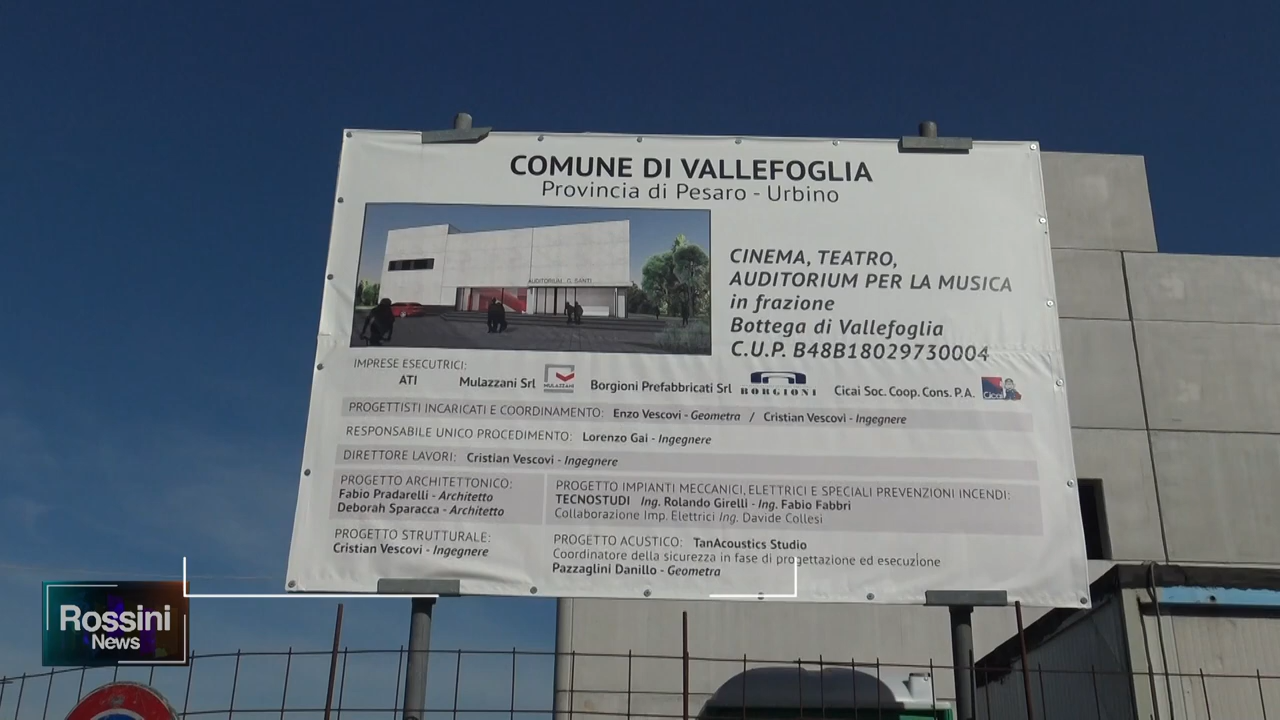 COMUNE DI VALLEFOGLIA
Provincia di Pesaro - Urbino
AUDITORIUM G. SANTI
CINEMA, TEATRO,
AUDITORIUM PER LA MUSICA
in frazione
Bottega di Vallefoglia
C.U.P. B48B18029730004
IMPRESE ESECUTRICI:
ATI Mulazzani Srl MULAZZANI Borgioni Prefabbricati Srl BORGIONI Cicai Soc. Coop. Cons. P.A. Cicai
PROGETTISTI INCARICATI E COORDINAMENTO: Enzo Vescovi - Geometra / Cristian Vescovi - Ingegnere
RESPONSABILE UNICO PROCEDIMENTO: Lorenzo Gai - Ingegnere
DIRETTORE LAVORI: Cristian Vescovi - Ingegnere
PROGETTO ARCHITETTONICO:
Fabio Pradarelli - Architetto
Deborah Sparacca - Architetto
PROGETTO IMPIANTI MECCANICI, ELETTRICI E SPECIALI PREVENZIONI INCENDI:
TECNOSTUDI Ing. Rolando Girelli - Ing. Fabio Fabbri
Collaborazione Imp. Elettrici Ing. Davide Collesi
PROGETTO STRUTTURALE:
Cristian Vescovi - Ingegnere
PROGETTO ACUSTICO: TanAcoustics Studio
Coordinatore della sicurezza in fase di progettazione ed esecuzione
Pazzaglini Danillo - Geometra
Rossini
News